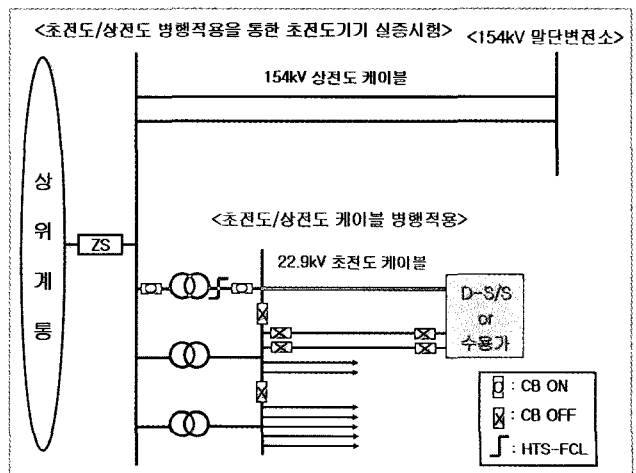 <초전도/상전도 병행적용을 통한 초전도기기 실증시험>
<154kV 말단변전소>
154kV 상전도 케이블
상
위
계
통
ZS
<초전도/상전도 케이블 병행적용>
22.9kV 초전도 케이블
D-S/S
or
수용가
: CB ON
: CB OFF
: HTS-FCL